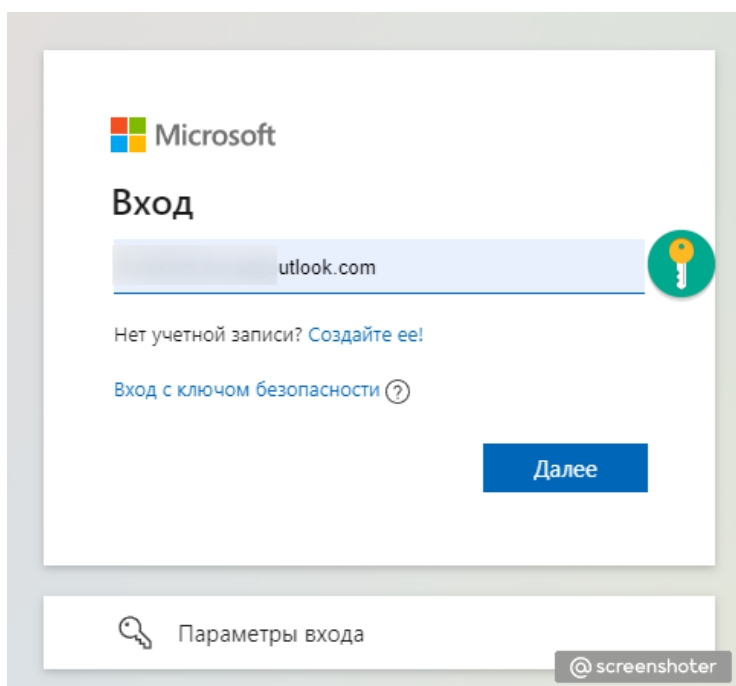 Microsoft
Вход
utlook.com
Нет учетной записи? Создайте ее!
Вход с ключом безопасности ?
Далее
Параметры входа
@screenshoter